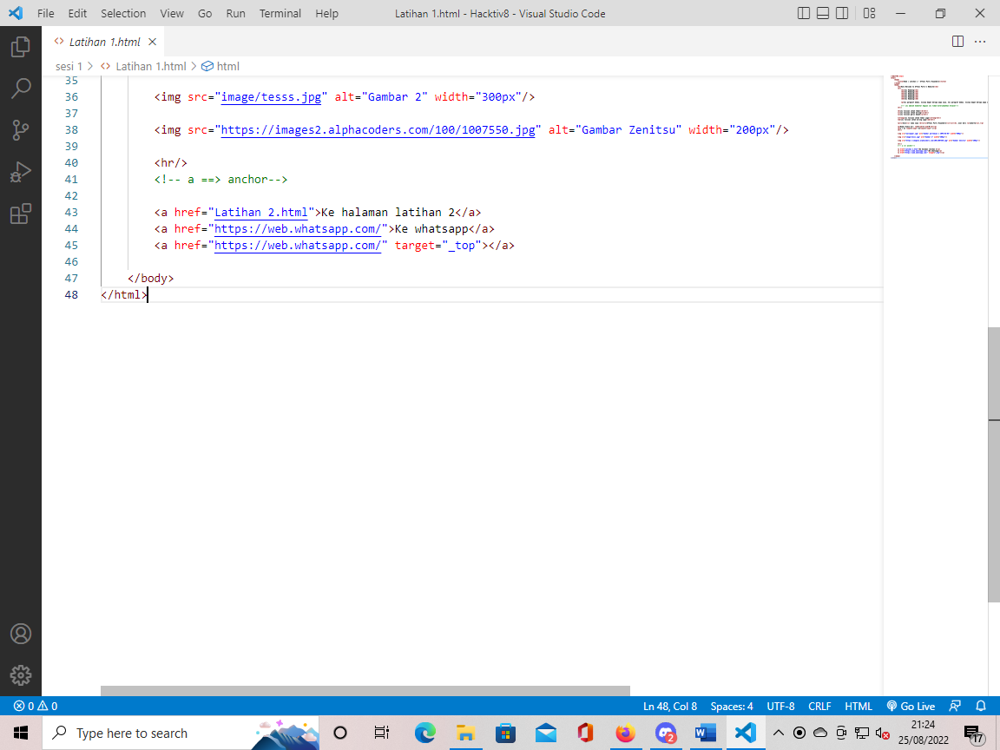 File Edit Selection View Go Run Terminal Help Latihan 1.html - Hacktiv8 - Visual Studio Code
Latihan 1.html
sesi 1 > Latihan 1.html > html
35
36 <img src="image/tesss.jpg" alt="Gambar 2" width="300px"/>
37
38 <img src="https://images2.alphacoders.com/100/1007550.jpg" alt="Gambar Zenitsu" width="200px"/>
39
40 <hr/>
41 <!-- a ==> anchor-->
42
43 <a href="Latihan 2.html">Ke halaman latihan 2</a>
44 <a href="https://web.whatsapp.com/">Ke whatsapp</a>
45 <a href="https://web.whatsapp.com/" target="_top"></a>
46
47 </body>
48 </html>
0 0 Ln 48, Col 8 Spaces: 4 UTF-8 CRLF HTML Go Live
Type here to search 2 21:24
25/08/2022 17